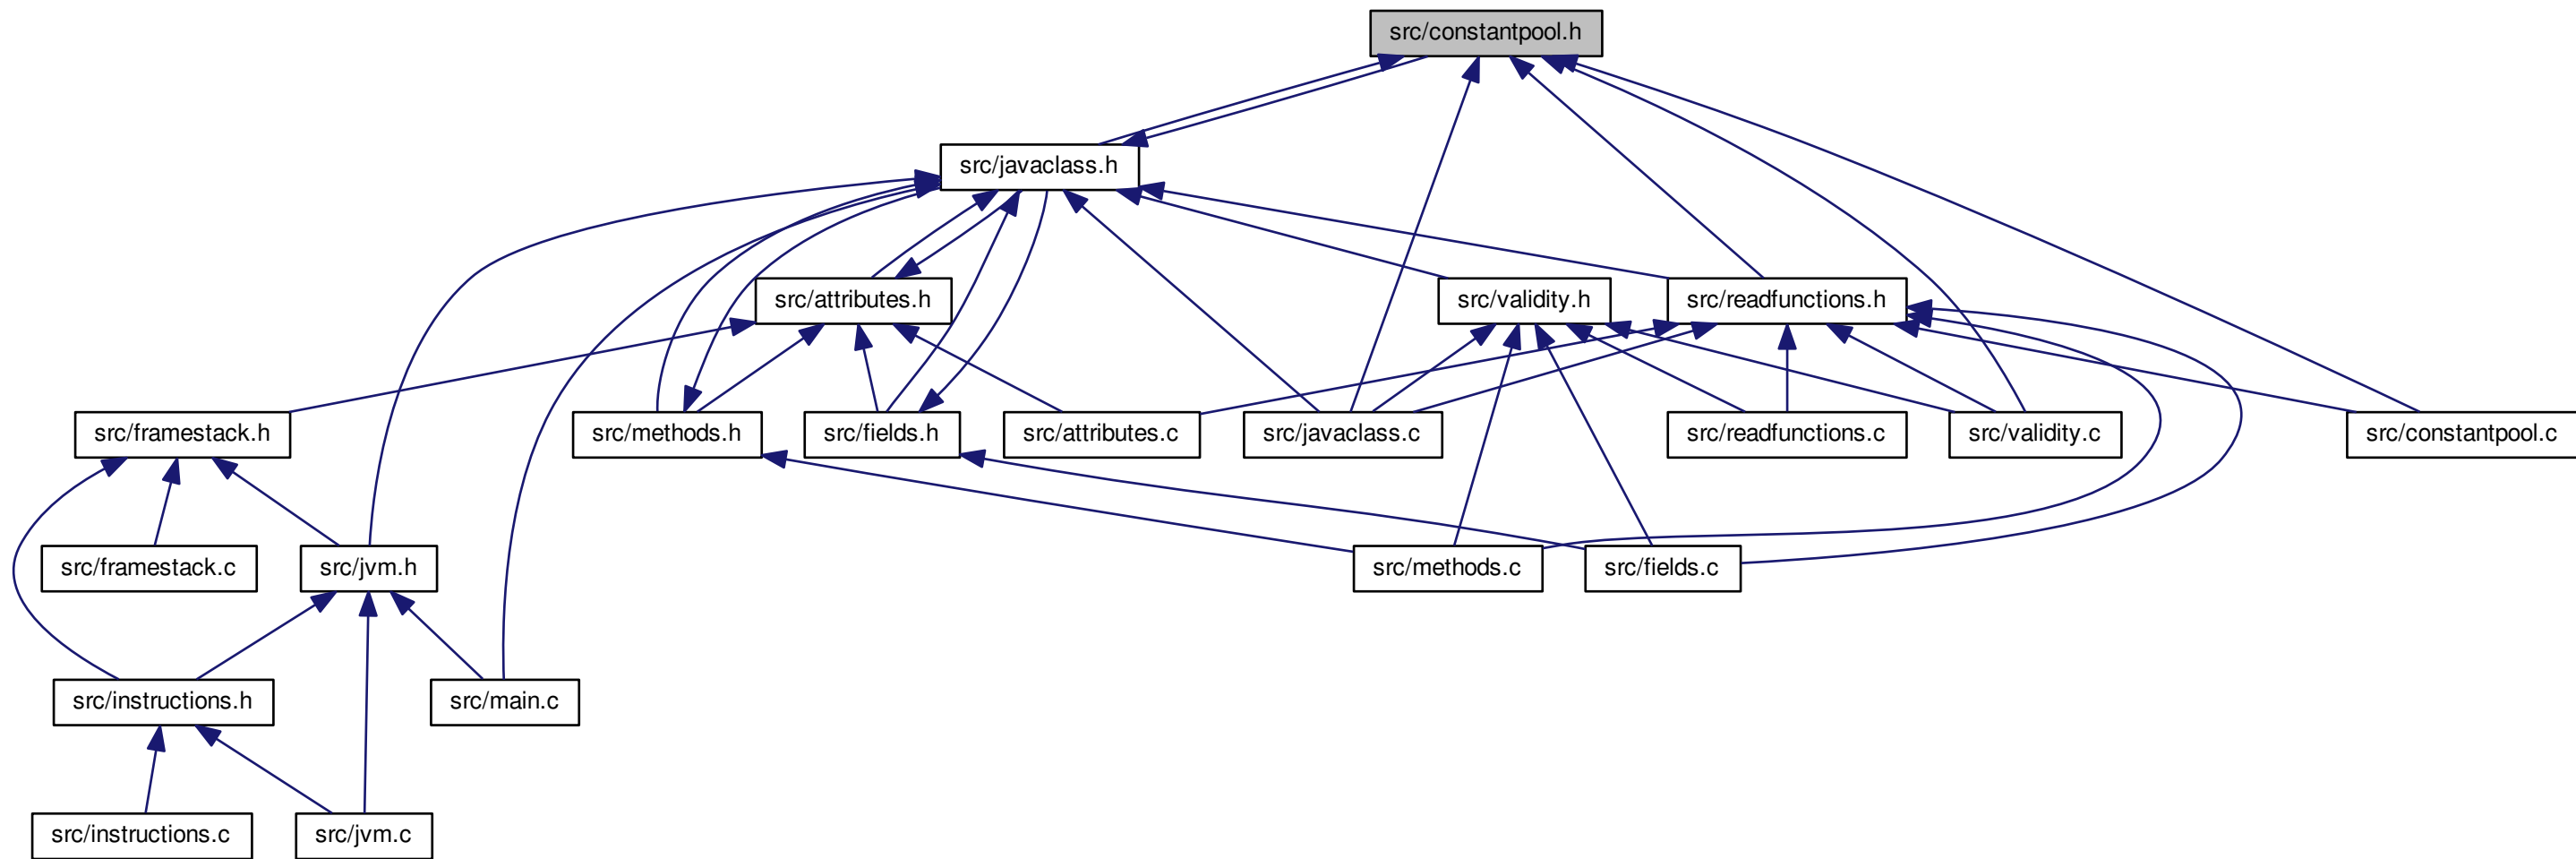 src/constantpool.h
src/javaclass.h
src/attributes.h
src/validity.h
src/readfunctions.h
src/framestack.h
src/methods.h
src/fields.h
src/attributes.c
src/javaclass.c
src/readfunctions.c
src/validity.c
src/constantpool.c
src/framestack.c
src/jvm.h
src/methods.c
src/fields.c
src/instructions.h
src/main.c
src/instructions.c
src/jvm.c